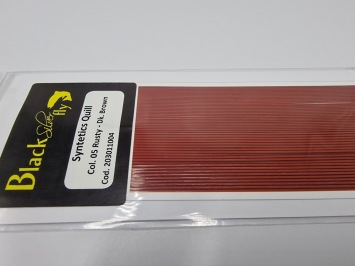 Black
Silver
fly
Syntetics Quill
Col. 05 Rusty - Dk. Brown
Cod. 203011004